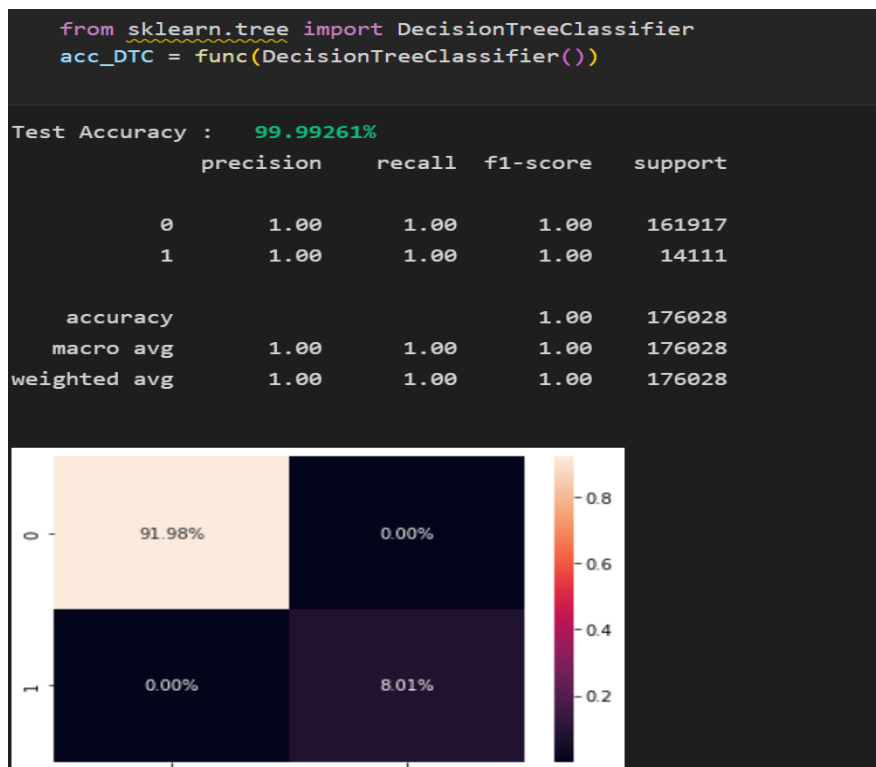 from sklearn.tree import DecisionTreeClassifier
acc_DTC = func(DecisionTreeClassifier())
Test Accuracy : 99.99261%
precision recall f1-score support
0 1.00 1.00 1.00 161917
1 1.00 1.00 1.00 14111
accuracy 1.00 176028
macro avg 1.00 1.00 1.00 176028
weighted avg 1.00 1.00 1.00 176028
0.8
0 91.98% 0.00%
0.6
0.4
1 0.00% 8.01%
0.2